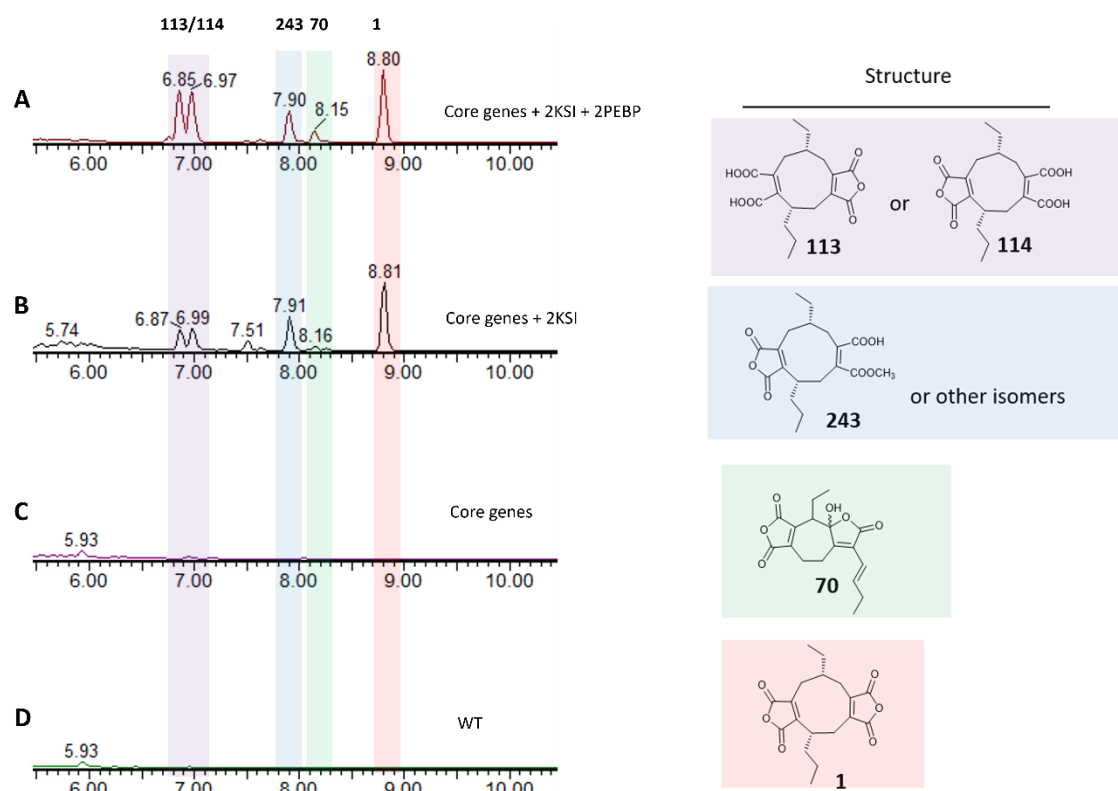 113/114 243 70 1
A
6.85 6.97 7.90 8.15 8.80
Core genes + 2KSI + 2PEBP
6.00 7.00 8.00 9.00 10.00
B
5.74 6.87 6.99 7.51 7.91 8.16 8.81
Core genes + 2KSI
6.00 7.00 8.00 9.00 10.00
C
5.93
Core genes
6.00 7.00 8.00 9.00 10.00
D
5.93
WT
6.00 7.00 8.00 9.00 10.00
Structure
HOOC
HOOC
O
O
O
113
or
O
O
O
COOH
COOH
114
O
O
O
COOH
COOCH3
243
or other isomers
O
O
O
OH
O
O
70
O
O
O
O
O
O
1